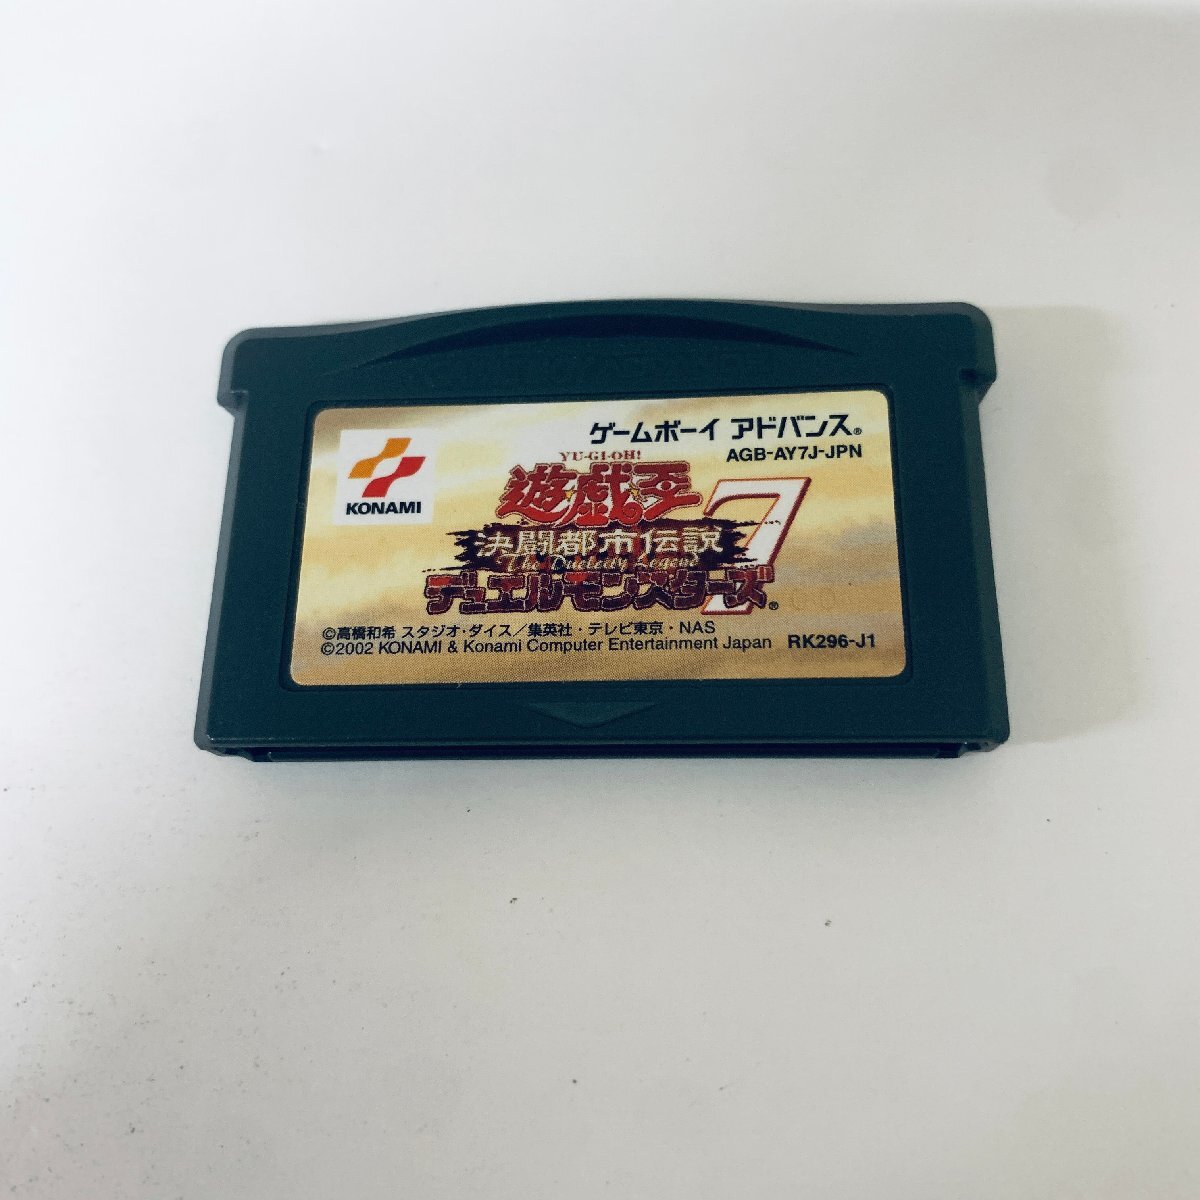 ゲームボーイ アドバンス®
AGB-AY7J-JPN
KONAMI
YU-GI-OH!
遊戯王
決闘都市伝説
The Duelcity Legend
デュエルモンスターズ®
7
©高橋和希 スタジオ・ダイス／集英社・テレビ東京・NAS
©2002 KONAMI & Konami Computer Entertainment Japan RK296-J1